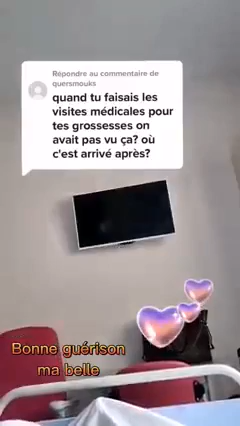 Répondre au commentaire de
quersmouks
quand tu faisais les
visites médicales pour
tes grossesses on
avait pas vu ça? où
c'est arrivé après?
Bonne guérison
ma belle